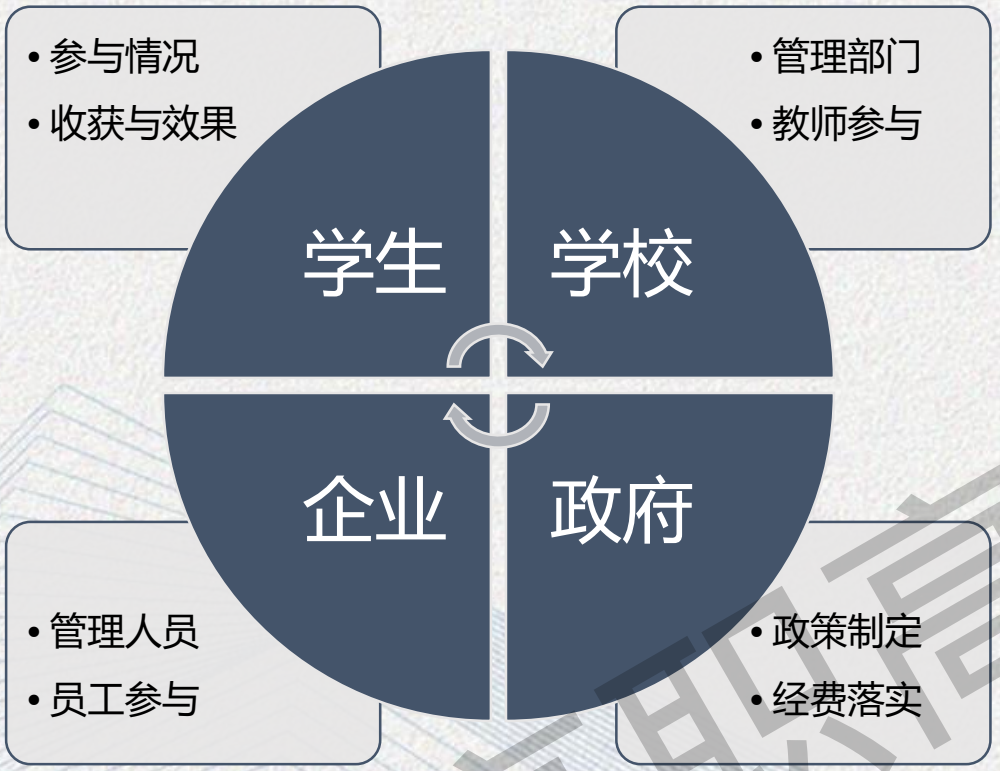 • 参与情况
• 收获与效果
• 管理部门
• 教师参与
学生
学校
企业
政府
• 管理人员
• 员工参与
• 政策制定
• 经费落实
职高